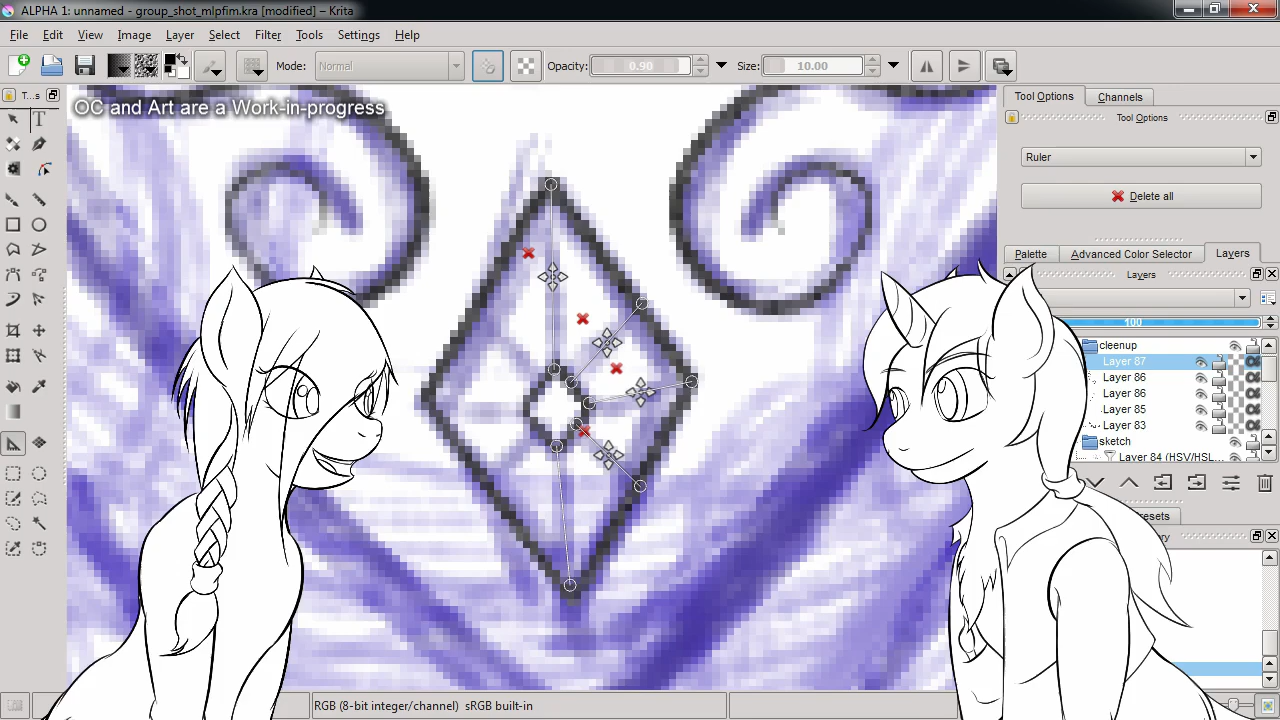 ALPHA 1: unnamed - group_shot_mlpfim.kra [modified] – Krita
File Edit View Image Layer Select Filter Tools Settings Help
Mode: Normal Opacity: 0.90 Size: 10.00
T...s
OC and Art are a Work-in-progress
Tool Options Channels
Tool Options
Ruler
Delete all
Palette Advanced Color Selector Layers
Layers
100
cleanup
Layer 87
Layer 86
Layer 86
Layer 85
Layer 83
sketch
Layer 84 (HSV/HSL...
RGB (8-bit integer/channel) sRGB built-in